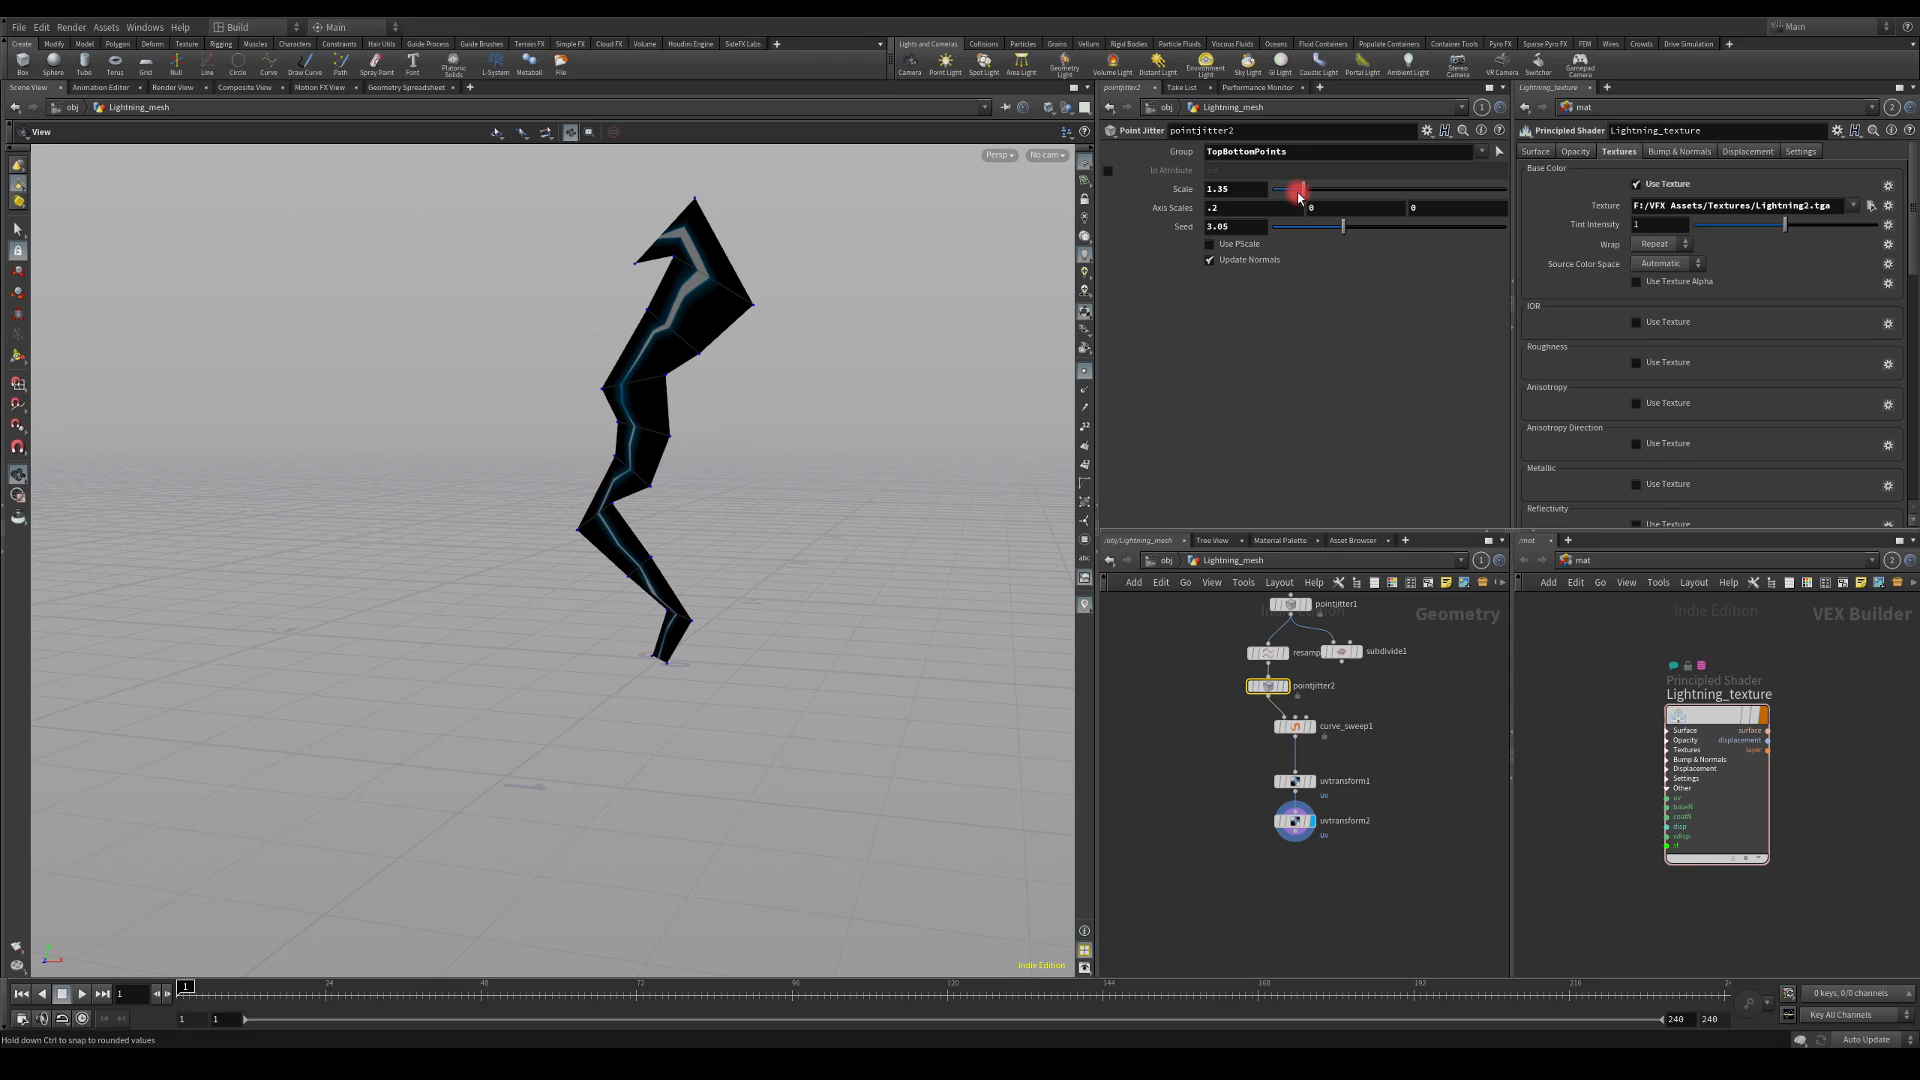 File Edit Render Assets Windows Help Build Main Main
Create Modify Model Polygon Deform Texture Rigging Muscles Characters Constraints Hair Utils Guide Process Guide Brushes Terrain FX Simple FX Cloud FX Volume Houdini Engine SideFX Labs
Lights and Cameras Collisions Particles Grains Vellum Rigid Bodies Particle Fluids Viscous Fluids Oceans Fluid Containers Populate Containers Container Tools Pyro FX Sparse Pyro FX FEM Wires Crowds Drive Simulation
Box Sphere Tube Torus Grid Null Line Circle Curve Draw Curve Path Spray Paint Font Platonic Solids L-System Metaball File
Camera Point Light Spot Light Area Light Geometry Light Volume Light Distant Light Environment Light Sky Light GI Light Caustic Light Portal Light Ambient Light Stereo Camera VR Camera Switcher Gamepad Camera
Scene View Animation Editor Render View Composite View Motion FX View Geometry Spreadsheet
pointjitter2 Take List Performance Monitor
Lightning_texture
obj Lightning_mesh
obj Lightning_mesh 1
mat 2
View
Persp No cam
Point Jitter pointjitter2
Group TopBottomPoints
Id Attribute id
Scale 1.35
Axis Scales .2 0 0
Seed 3.05
Use PScale
Update Normals
Principled Shader Lightning_texture
Surface Opacity Textures Bump & Normals Displacement Settings
Base Color
Use Texture
Texture F:/VFX Assets/Textures/Lightning2.tga
Tint Intensity 1
Wrap Repeat
Source Color Space Automatic
Use Texture Alpha
IOR
Use Texture
Roughness
Use Texture
Anisotropy
Use Texture
Anisotropy Direction
Use Texture
Metallic
Use Texture
Reflectivity
Use Texture
/obj/Lightning_mesh Tree View Material Palette Asset Browser
obj Lightning_mesh 1
Add Edit Go View Tools Layout Help
Indie Edition
Geometry
pointjitter1
resamp
subdivide1
pointjitter2
curve_sweep1
uvtransform1
uv
uvtransform2
uv
/mat
mat 2
Add Edit Go View Tools Layout Help
Indie Edition
VEX Builder
Principled Shader
Lightning_texture
Surface surface
Opacity displacement
Textures layer
Bump & Normals
Displacement
Settings
Other
uv
baseN
coatN
disp
vdisp
st
abc
Indie Edition
1 1 24 48 72 96 120 144 168 192 216 24
1 1 240 240
0 keys, 0/0 channels
Key All Channels
Hold down Ctrl to snap to rounded values
Auto Update